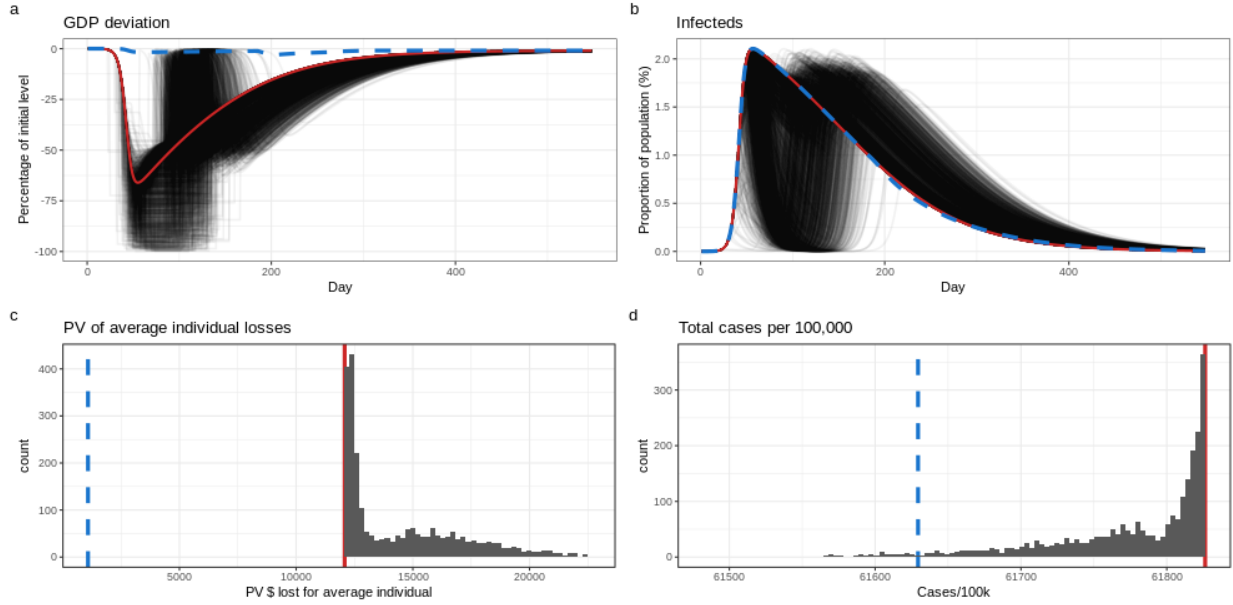 a
GDP deviation
Percentage of initial level
0
-25
-50
-75
-100
0
200
400
Day
b
Infecteds
Proportion of population (%)
2.0
1.5
1.0
0.5
0.0
0
200
400
Day
c
PV of average individual losses
count
400
300
200
100
0
5000
10000
15000
20000
PV $ lost for average individual
d
Total cases per 100,000
count
300
200
100
0
61500
61600
61700
61800
Cases/100k